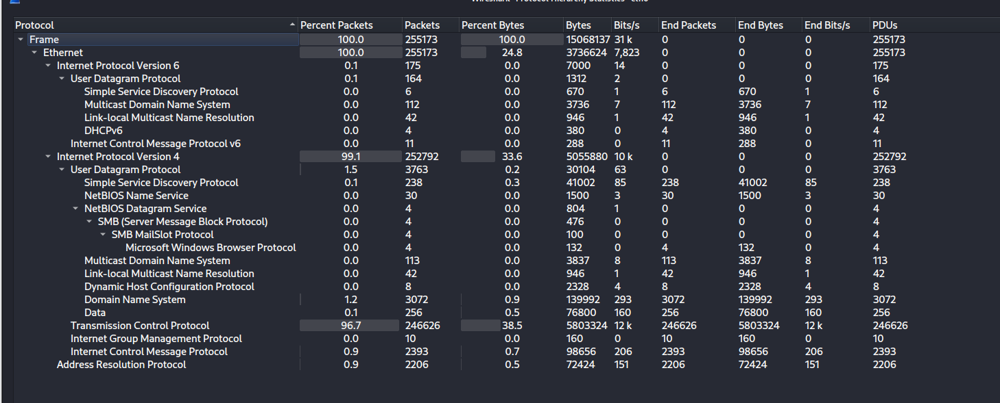 Wireshark · Protocol Hierarchy Statistics · eth0
Protocol Percent Packets Packets Percent Bytes Bytes Bits/s End Packets End Bytes End Bits/s PDUs
Frame 100.0 255173 100.0 15068137 31 k 0 0 0 255173
Ethernet 100.0 255173 24.8 3736624 7,823 0 0 0 255173
Internet Protocol Version 6 0.1 175 0.0 7000 14 0 0 0 175
User Datagram Protocol 0.1 164 0.0 1312 2 0 0 0 164
Simple Service Discovery Protocol 0.0 6 0.0 670 1 6 670 1 6
Multicast Domain Name System 0.0 112 0.0 3736 7 112 3736 7 112
Link-local Multicast Name Resolution 0.0 42 0.0 946 1 42 946 1 42
DHCPv6 0.0 4 0.0 380 0 4 380 0 4
Internet Control Message Protocol v6 0.0 11 0.0 288 0 11 288 0 11
Internet Protocol Version 4 99.1 252792 33.6 5055880 10 k 0 0 0 252792
User Datagram Protocol 1.5 3763 0.2 30104 63 0 0 0 3763
Simple Service Discovery Protocol 0.1 238 0.3 41002 85 238 41002 85 238
NetBIOS Name Service 0.0 30 0.0 1500 3 30 1500 3 30
NetBIOS Datagram Service 0.0 4 0.0 804 1 0 0 0 4
SMB (Server Message Block Protocol) 0.0 4 0.0 476 0 0 0 0 4
SMB MailSlot Protocol 0.0 4 0.0 100 0 0 0 0 4
Microsoft Windows Browser Protocol 0.0 4 0.0 132 0 4 132 0 4
Multicast Domain Name System 0.0 113 0.0 3837 8 113 3837 8 113
Link-local Multicast Name Resolution 0.0 42 0.0 946 1 42 946 1 42
Dynamic Host Configuration Protocol 0.0 8 0.0 2328 4 8 2328 4 8
Domain Name System 1.2 3072 0.9 139992 293 3072 139992 293 3072
Data 0.1 256 0.5 76800 160 256 76800 160 256
Transmission Control Protocol 96.7 246626 38.5 5803324 12 k 246626 5803324 12 k 246626
Internet Group Management Protocol 0.0 10 0.0 160 0 10 160 0 10
Internet Control Message Protocol 0.9 2393 0.7 98656 206 2393 98656 206 2393
Address Resolution Protocol 0.9 2206 0.5 72424 151 2206 72424 151 2206